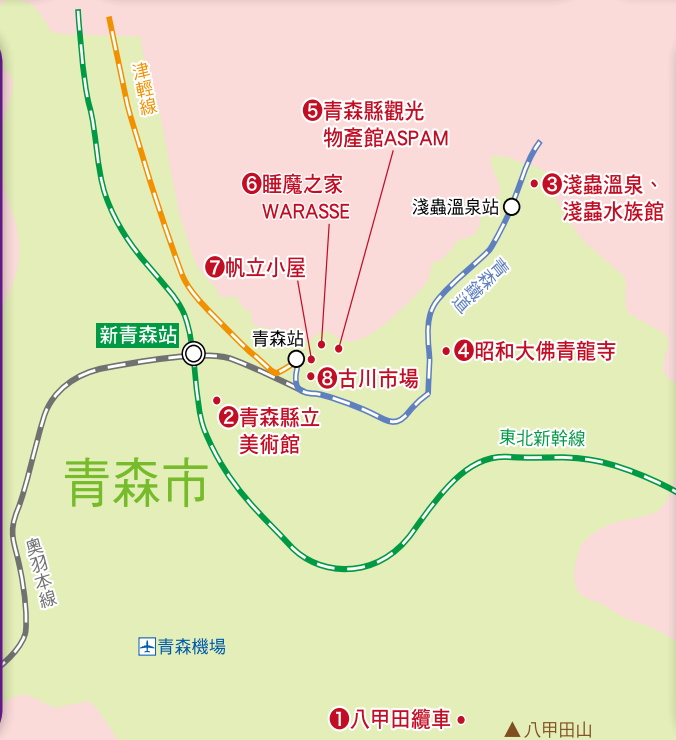 津輕線
❺青森縣觀光
物產館ASPAM
❻睡魔之家
WARASSE
❸淺蟲溫泉、
淺蟲水族館
淺蟲溫泉站
❼帆立小屋
青森鐵道
新青森站
青森站
❹昭和大佛青龍寺
❽古川市場
❷青森縣立
美術館
東北新幹線
青森市
奧羽本線
青森機場
❶八甲田纜車
八甲田山